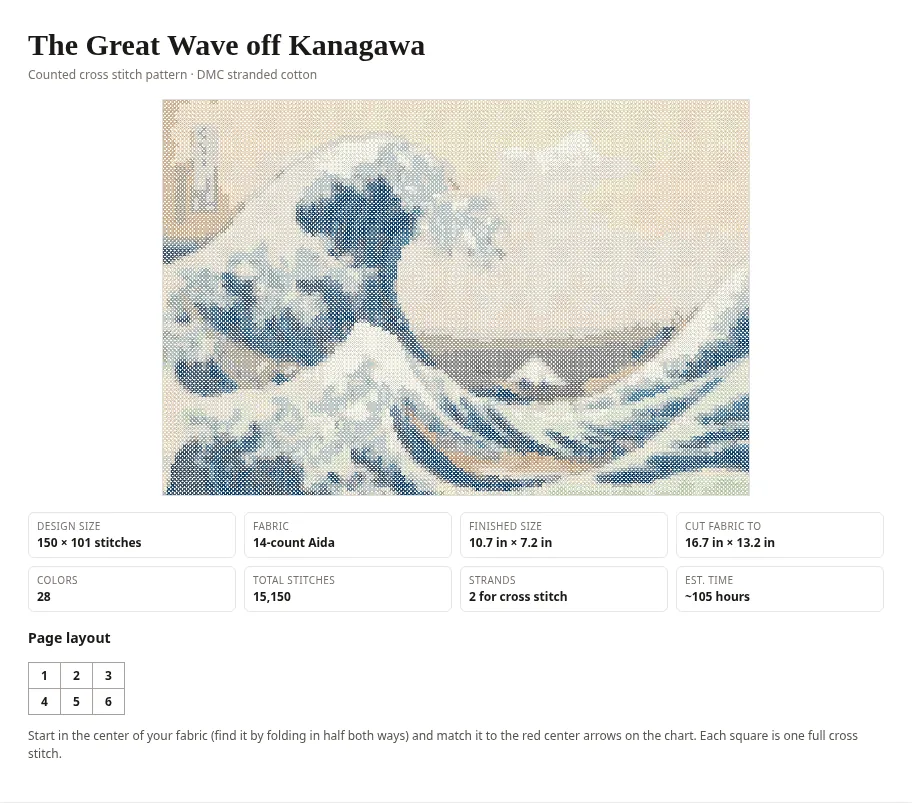 The Great Wave off Kanagawa
Counted cross stitch pattern · DMC stranded cotton
DESIGN SIZE
150 × 101 stitches
FABRIC
14-count Aida
FINISHED SIZE
10.7 in × 7.2 in
CUT FABRIC TO
16.7 in × 13.2 in
COLORS
28
TOTAL STITCHES
15,150
STRANDS
2 for cross stitch
EST. TIME
~105 hours
Page layout
1 2 3
4 5 6
Start in the center of your fabric (find it by folding in half both ways) and match it to the red center arrows on the chart. Each square is one full cross
stitch.